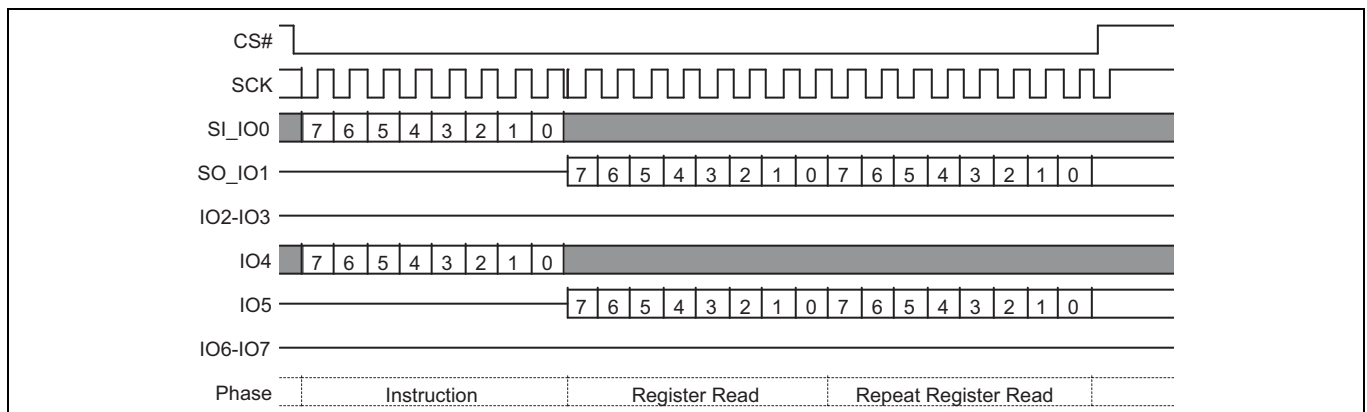 CS#
SCK
SI_IO0 7 6 5 4 3 2 1 0
SO_IO1 7 6 5 4 3 2 1 0 7 6 5 4 3 2 1 0
IO2-IO3
IO4 7 6 5 4 3 2 1 0
IO5 7 6 5 4 3 2 1 0 7 6 5 4 3 2 1 0
IO6-IO7
Phase Instruction Register Read Repeat Register Read